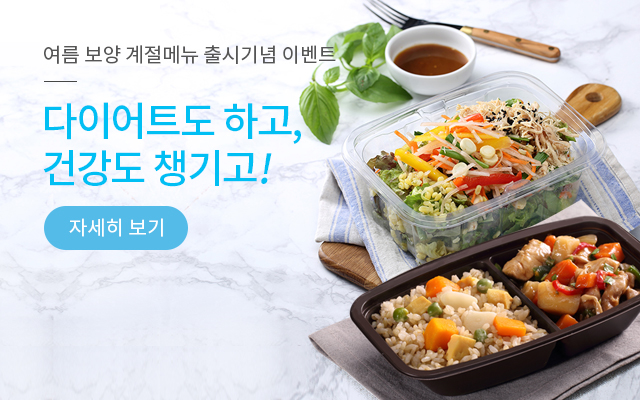 여름 보양 계절메뉴 출시기념 이벤트
다이어트도 하고,
건강도 챙기고!
자세히 보기